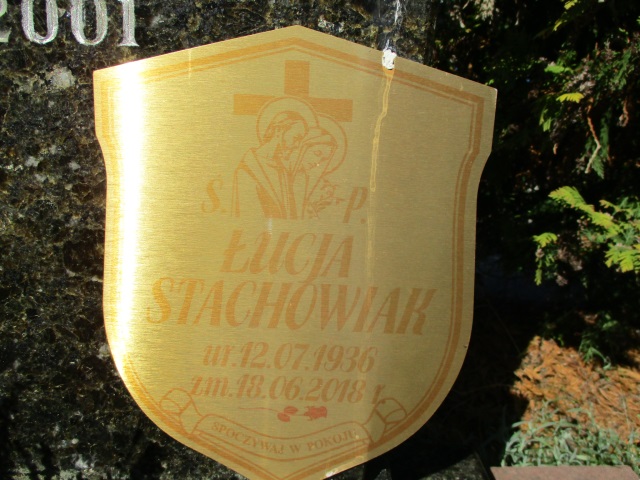 2001
Ś. P.
ŁUCJA
STACHOWIAK
ur. 12.07.1936
zm. 18.06.2018 r.
SPOCZYWAJ W POKOJU